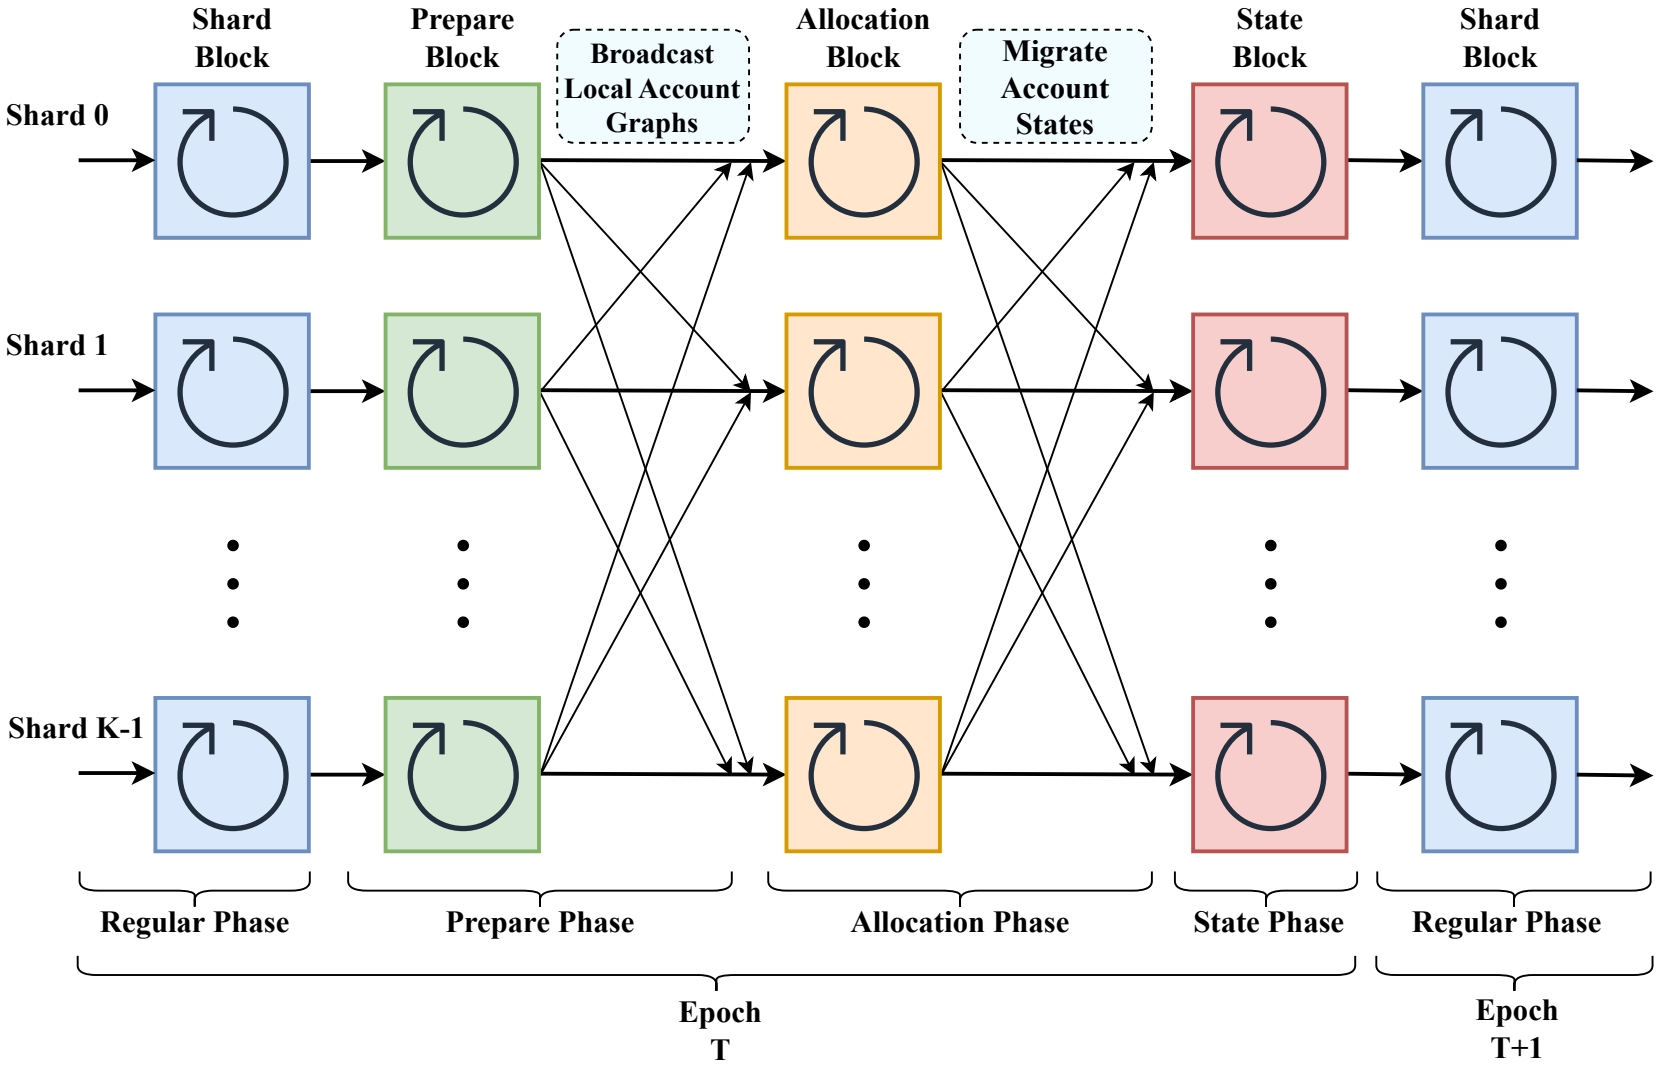 Shard
Block
Prepare
Block
Broadcast
Local Account
Graphs
Allocation
Block
Migrate
Account
States
State
Block
Shard
Block
Shard 0
Shard 1
Shard K-1
Regular Phase
Prepare Phase
Allocation Phase
State Phase
Regular Phase
Epoch
T
Epoch
T+1